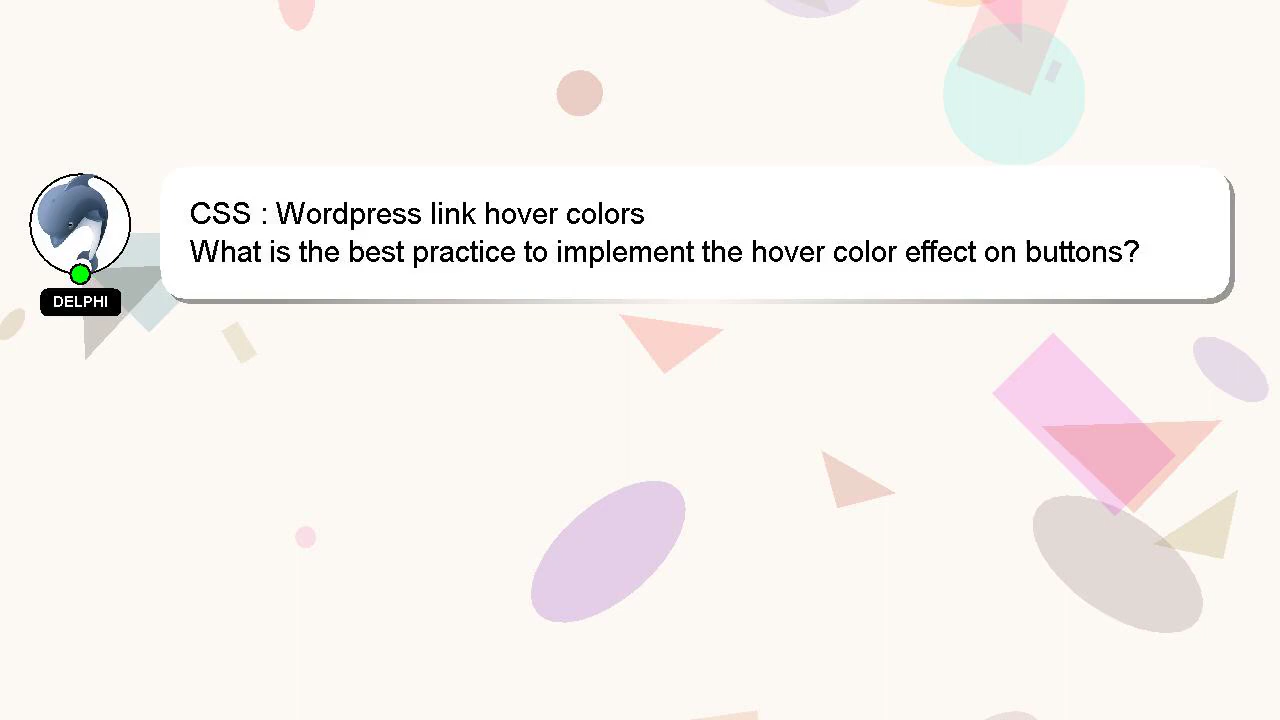 CSS : Wordpress link hover colors
What is the best practice to implement the hover color effect on buttons?
DELPHI